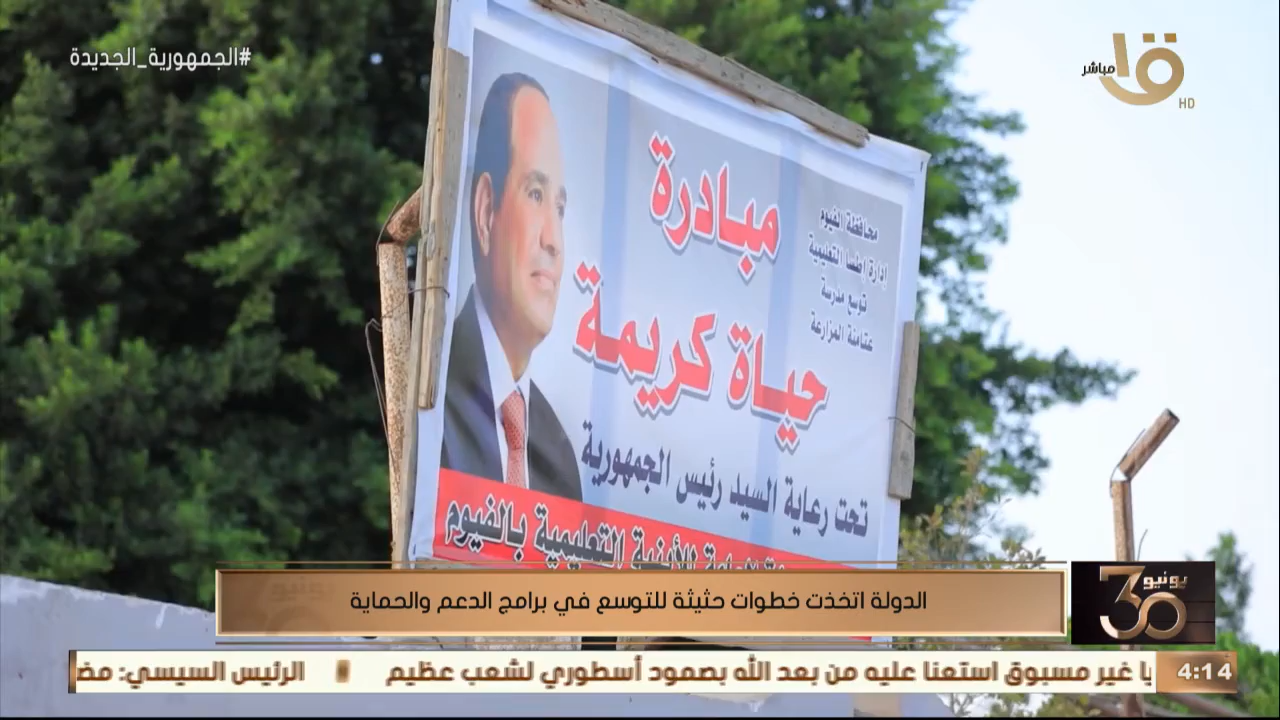 #الجمهورية_الجديدة
مباشر
HD
مبادرة
حياة كريمة
محافظة الفيوم
إدارة إطسا التعليمية
توسع مدرسة
عتامنة المزارعة
تحت رعاية السيد رئيس الجمهورية
للأبنية التعليمية بالفيوم
الدولة اتخذت خطوات حثيثة للتوسع في برامج الدعم والحماية
30 يونيو
يا غير مسبوق استعنا عليه من بعد الله بصمود أسطوري لشعب عظيم
الرئيس السيسي: مض
4:14